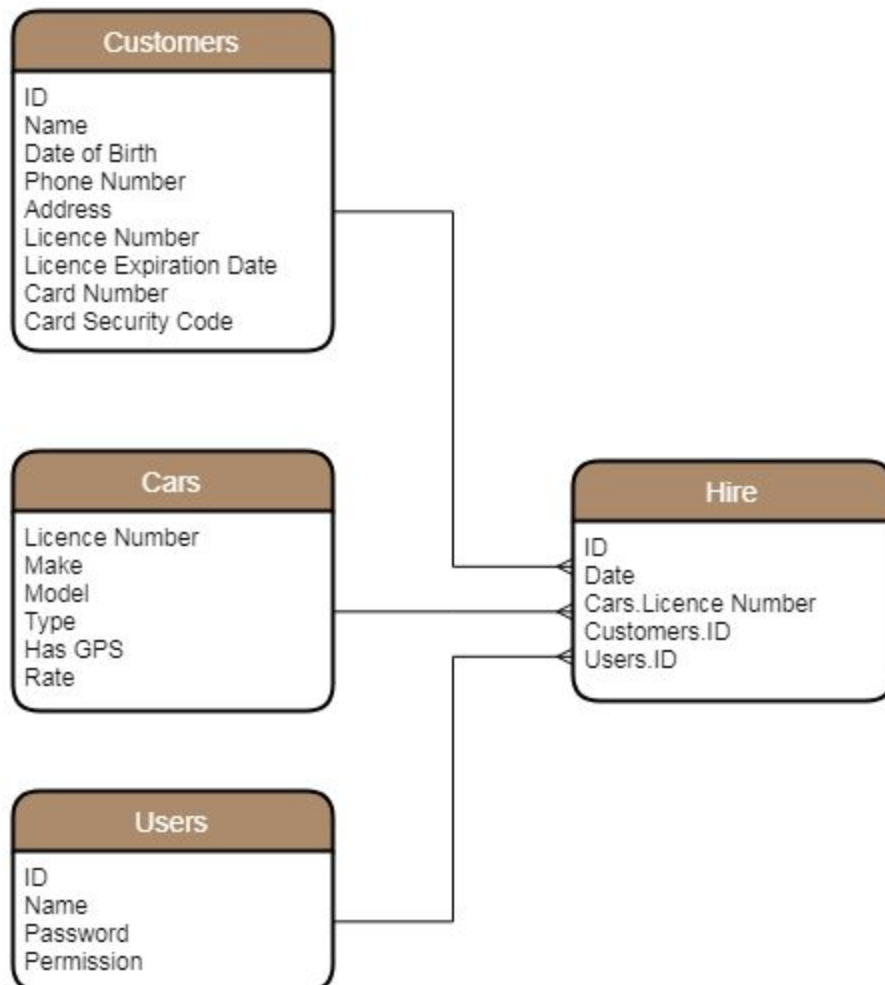 Customers
ID
Name
Date of Birth
Phone Number
Address
Licence Number
Licence Expiration Date
Card Number
Card Security Code
Cars
Licence Number
Make
Model
Type
Has GPS
Rate
Hire
ID
Date
Cars.Licence Number
Customers.ID
Users.ID
Users
ID
Name
Password
Permission